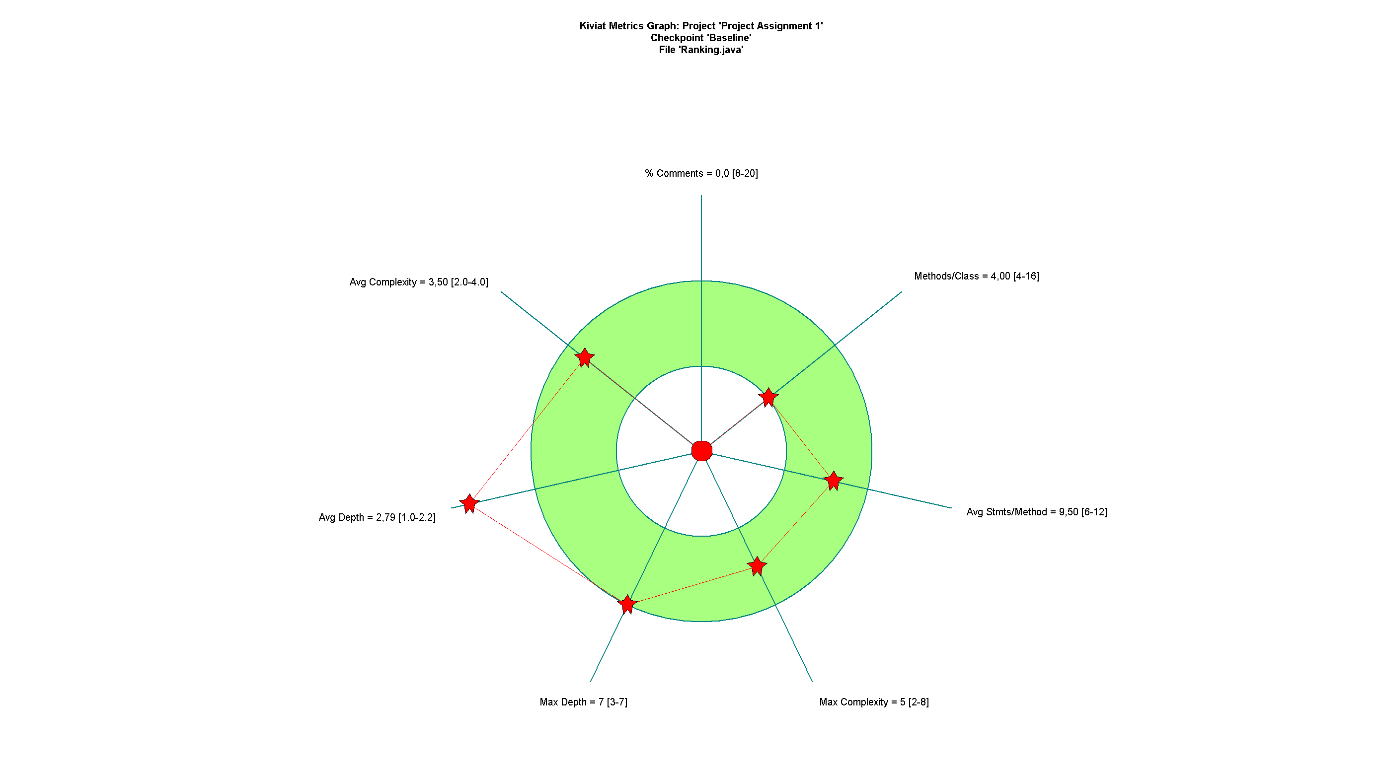 Kiviat Metrics Graph: Project 'Project Assignment 1'
Checkpoint 'Baseline'
File 'Ranking.java'
% Comments = 0,0 [8-20]
Methods/Class = 4,00 [4-16]
Avg Complexity = 3,50 [2.0-4.0]
Avg Stmts/Method = 9,50 [6-12]
Avg Depth = 2,79 [1.0-2.2]
Max Depth = 7 [3-7]
Max Complexity = 5 [2-8]